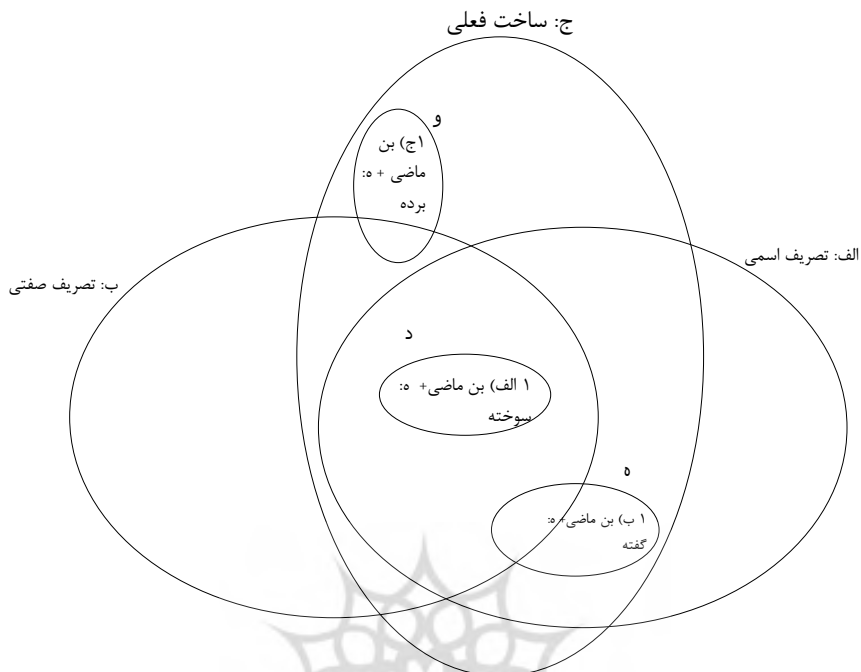 ج: ساخت فعلی
و
۱ج) بن
ماضی + ه:
برده
الف: تصریف اسمی
ب: تصریف صفتی
د
۱ الف) بن ماضی+ ه:
سوخته
ه
۱ ب) بن ماضی+ ه:
گفته